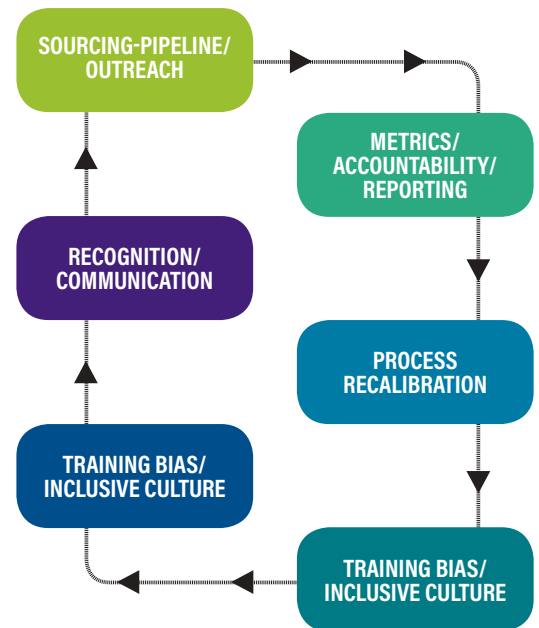 SOURCING-PIPELINE/
OUTREACH
METRICS/
ACCOUNTABILITY/
REPORTING
RECOGNITION/
COMMUNICATION
PROCESS
RECALIBRATION
TRAINING BIAS/
INCLUSIVE CULTURE
TRAINING BIAS/
INCLUSIVE CULTURE